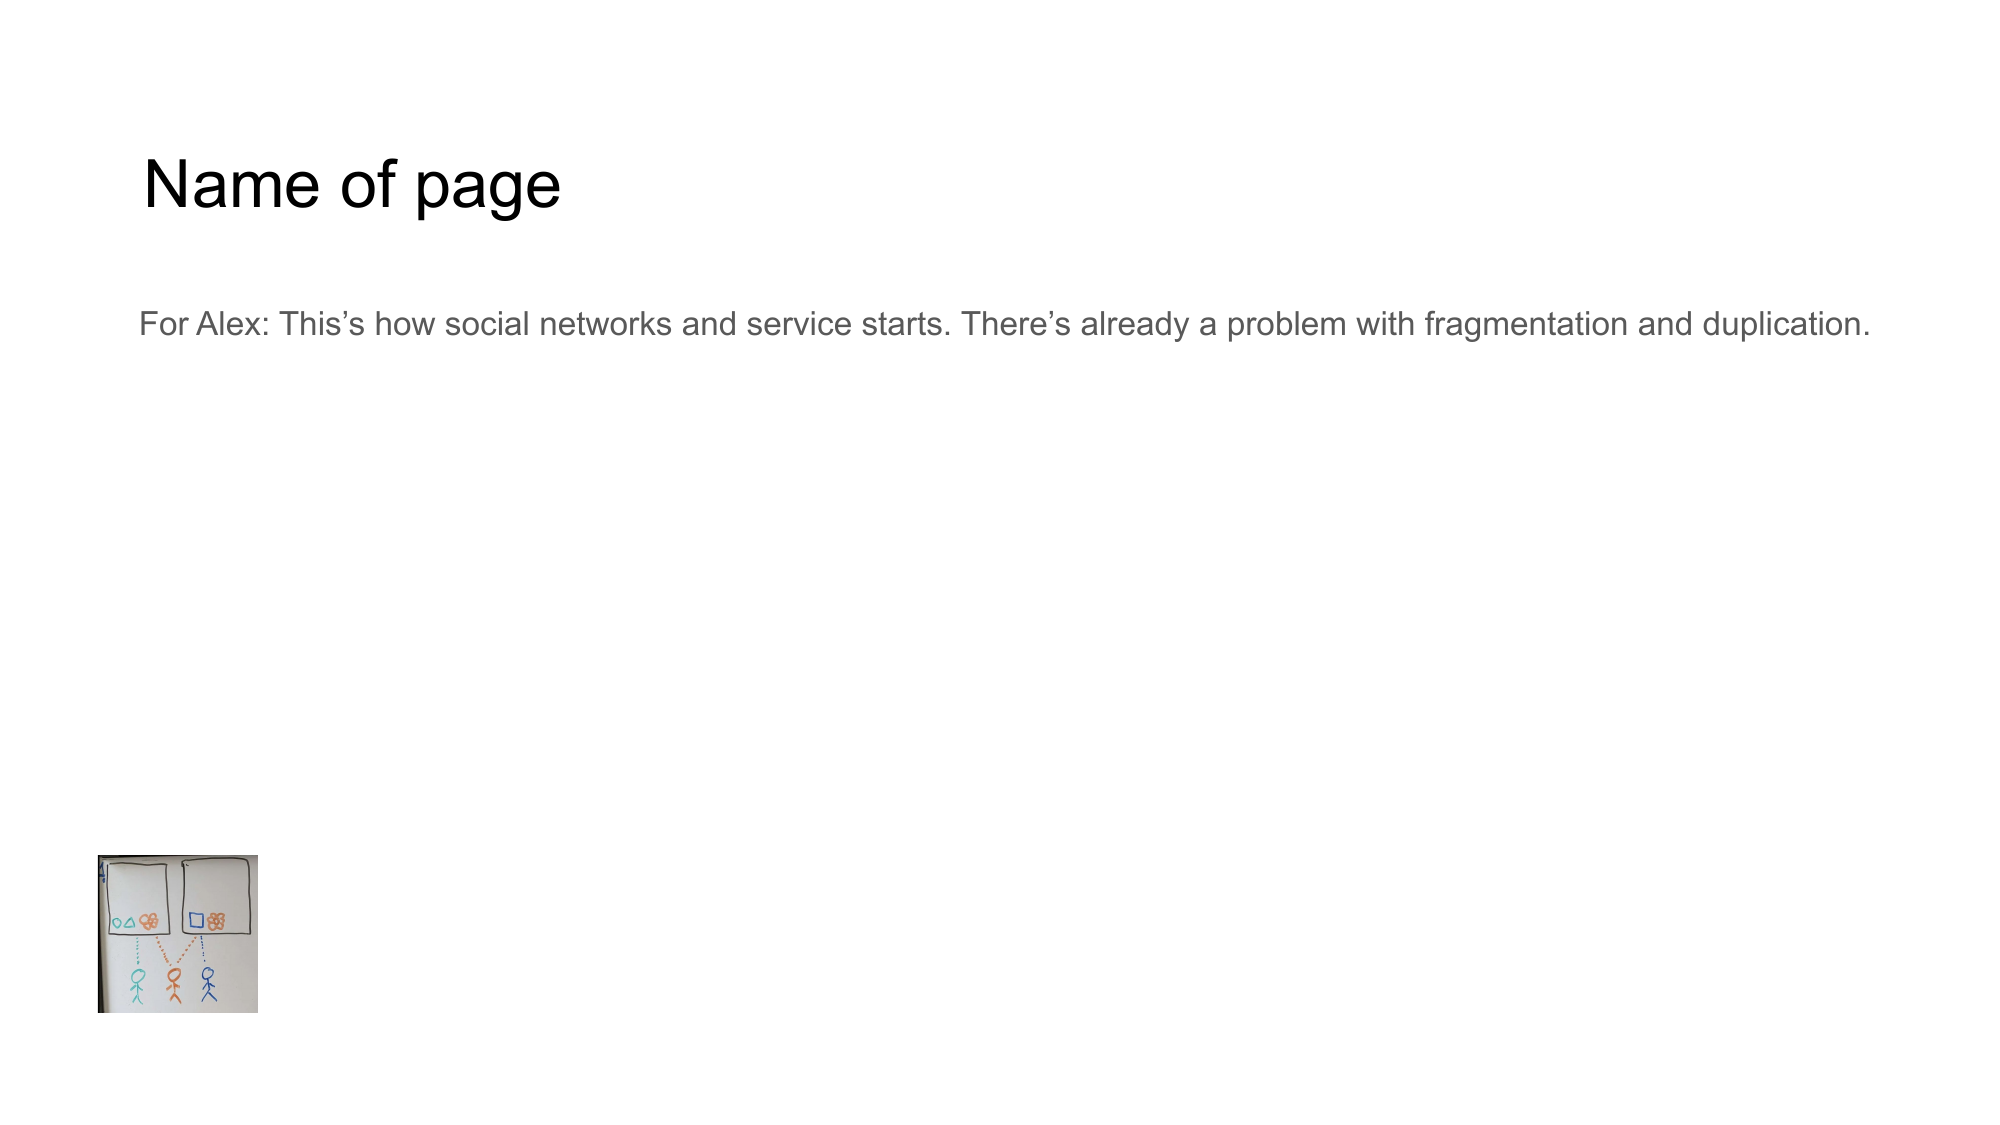 Name of page
For Alex: This’s how social networks and service starts. There’s already a problem with fragmentation and duplication.